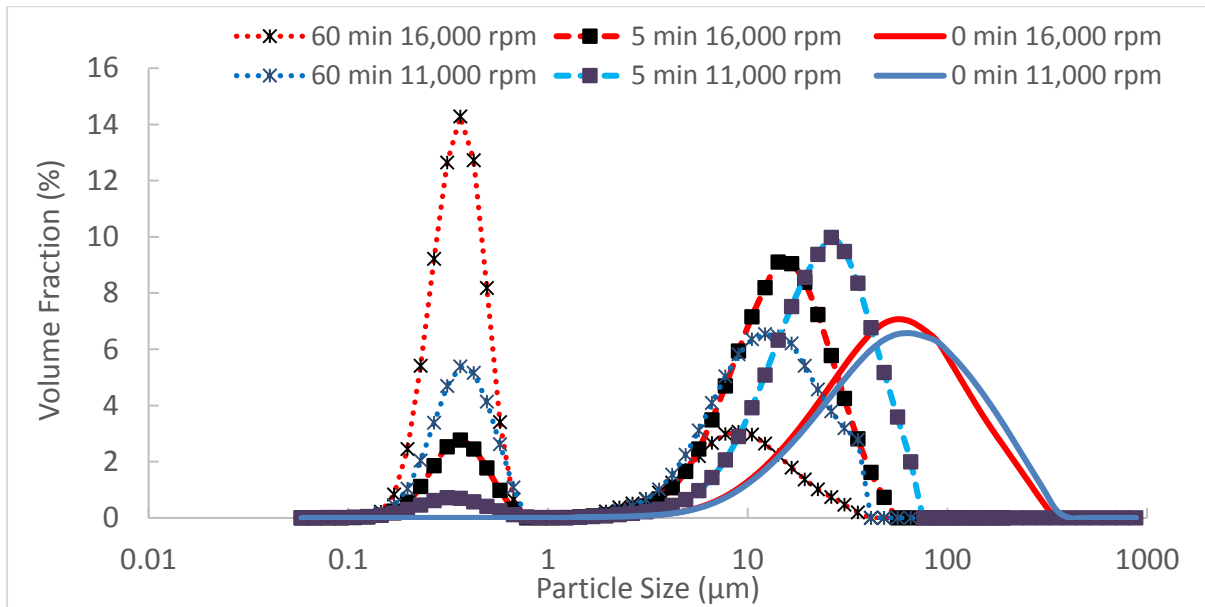 60 min 16,000 rpm 5 min 16,000 rpm 0 min 16,000 rpm
60 min 11,000 rpm 5 min 11,000 rpm 0 min 11,000 rpm
Volume Fraction (%)
16
14
12
10
8
6
4
2
0
0.01 0.1 1 10 100 1000
Particle Size (µm)